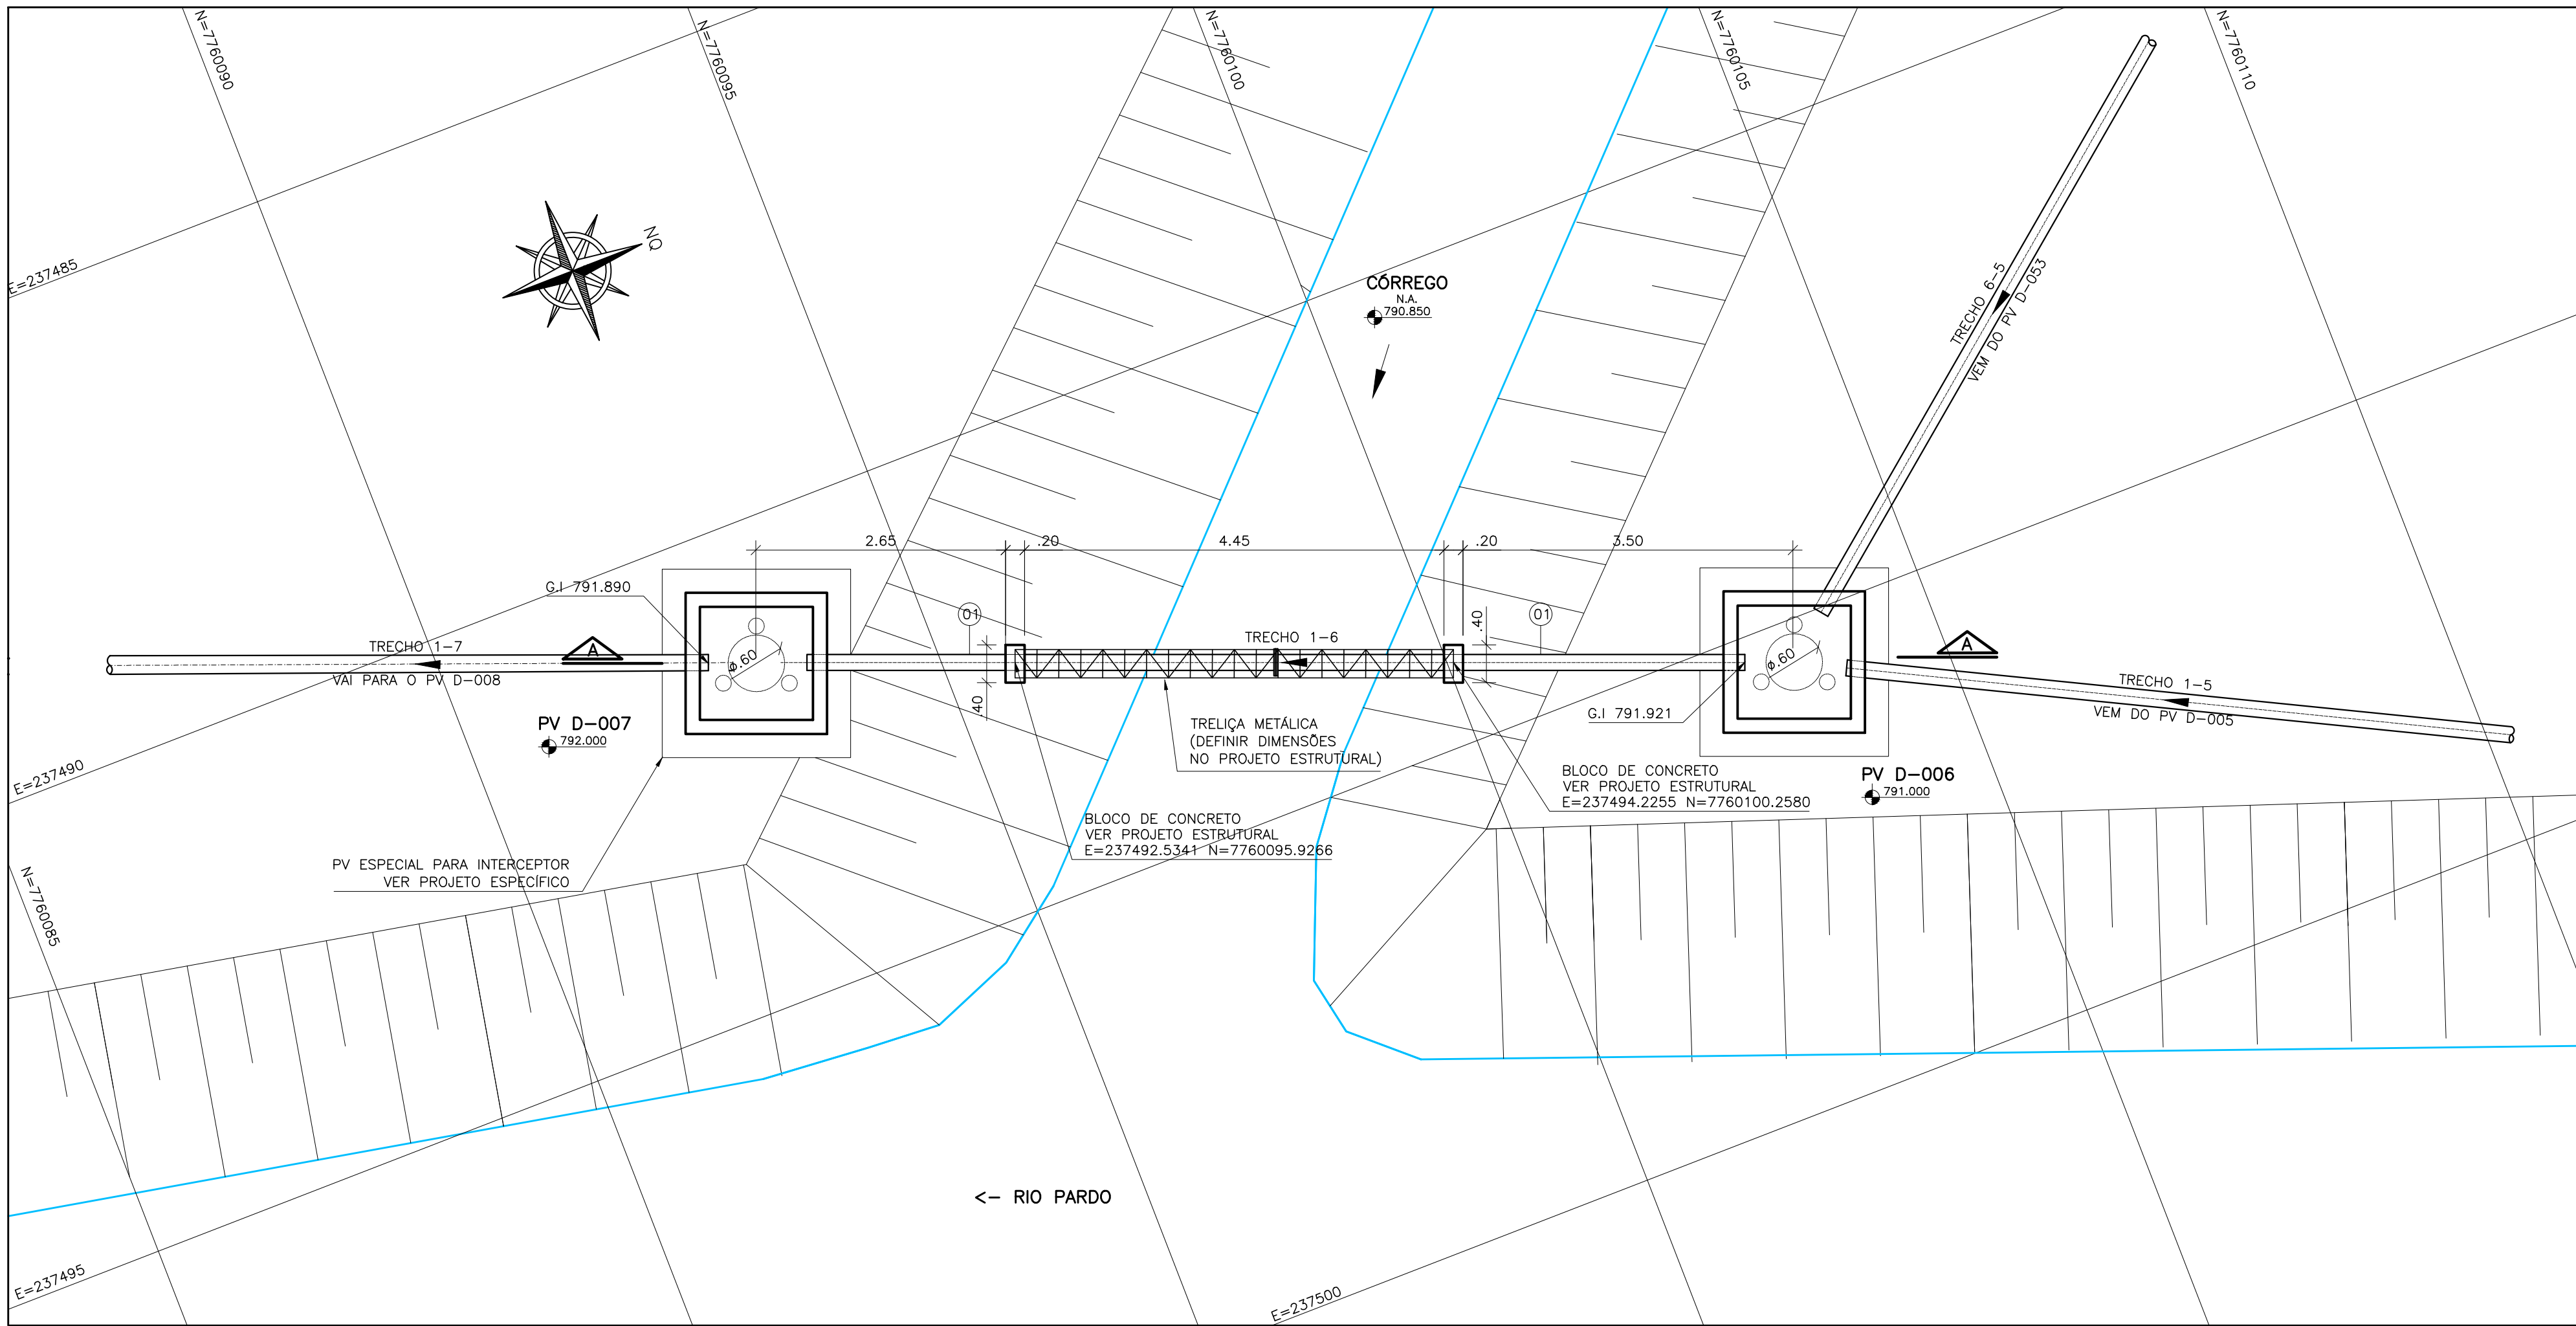 N=7760090
N=7760095
N=7760100
N=7760105
N=7760110
E=237485
NQ
CÓRREGO
N.A.
790.850
TRECHO 6-5
VEM DO PV D-053
2.65
.20
4.45
.20
3.50
G.I 791.890
01
01
.40
TRECHO 1-7
A
VAI PARA O PV D-008
ø.60
TRECHO 1-6
ø.60
A
TRECHO 1-5
VEM DO PV D-005
.40
PV D-007
792.000
TRELIÇA METÁLICA
(DEFINIR DIMENSÕES
NO PROJETO ESTRUTURAL)
G.I 791.921
BLOCO DE CONCRETO
VER PROJETO ESTRUTURAL
E=237494.2255 N=7760100.2580
PV D-006
791.000
E=237490
BLOCO DE CONCRETO
VER PROJETO ESTRUTURAL
E=237492.5341 N=7760095.9266
PV ESPECIAL PARA INTERCEPTOR
VER PROJETO ESPECÍFICO
N=7760085
<- RIO PARDO
E=237495
E=237500